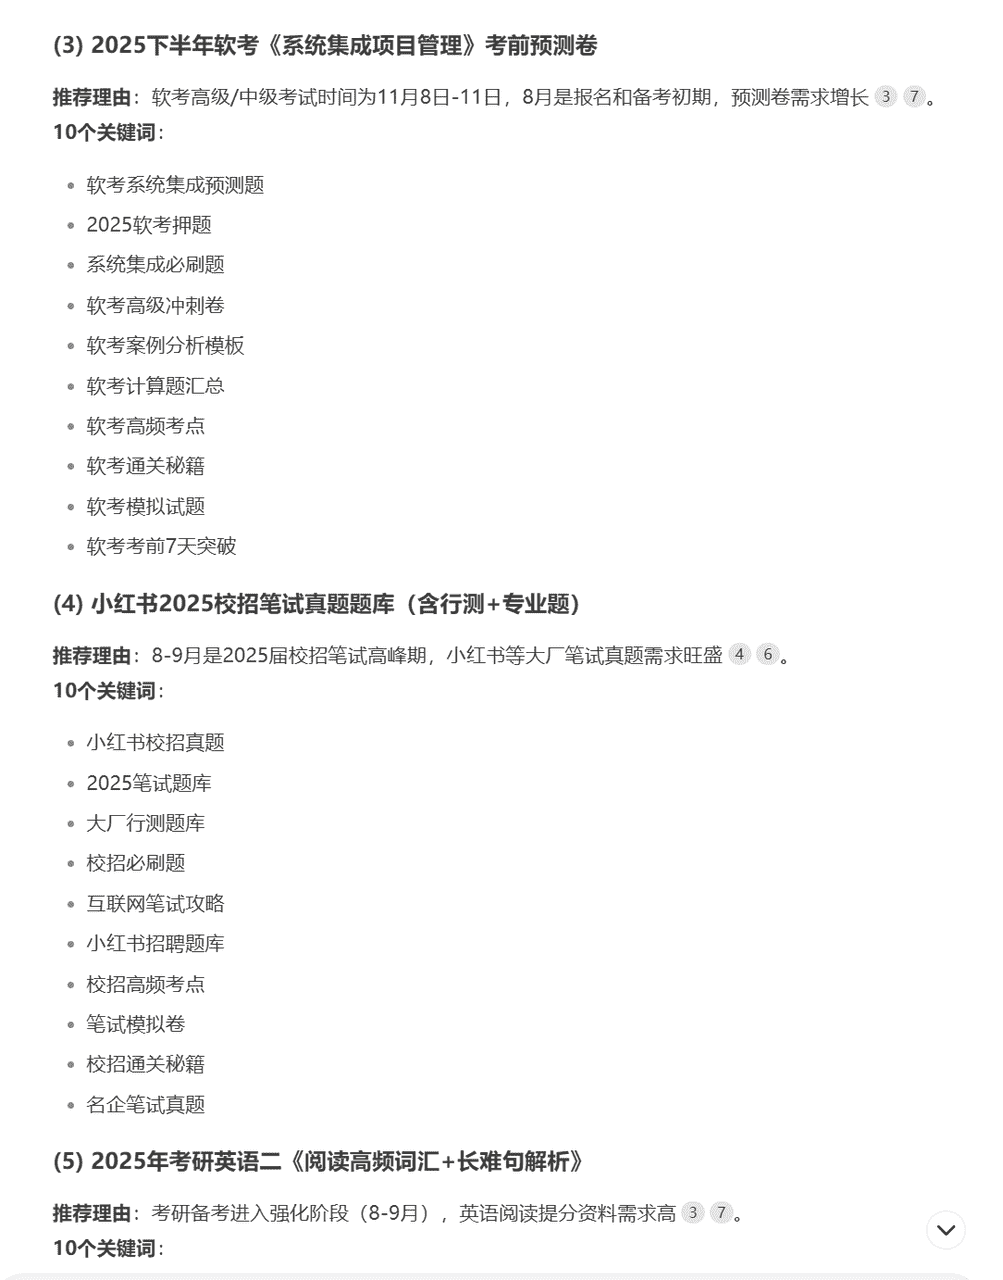 (3) 2025下半年软考《系统集成项目管理》考前预测卷
推荐理由：软考高级/中级考试时间为11月8日-11日，8月是报名和备考初期，预测卷需求增长 3 7 。
10个关键词：
• 软考系统集成预测题
• 2025软考押题
• 系统集成必刷题
• 软考高级冲刺卷
• 软考案例分析模板
• 软考计算题汇总
• 软考高频考点
• 软考通关秘籍
• 软考模拟试题
• 软考考前7天突破
(4) 小红书2025校招笔试真题题库（含行测+专业题）
推荐理由：8-9月是2025届校招笔试高峰期，小红书等大厂笔试真题需求旺盛 4 6 。
10个关键词：
• 小红书校招真题
• 2025笔试题库
• 大厂行测题库
• 校招必刷题
• 互联网笔试攻略
• 小红书招聘题库
• 校招高频考点
• 笔试模拟卷
• 校招通关秘籍
• 名企笔试真题
(5) 2025年考研英语二《阅读高频词汇+长难句解析》
推荐理由：考研备考进入强化阶段（8-9月），英语阅读提分资料需求高 3 7 。
10个关键词：